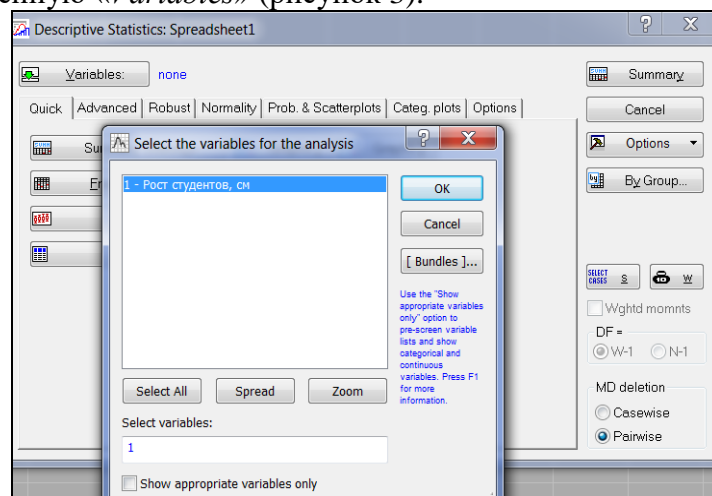 «Variables» (рисунок 3).
Descriptive Statistics: Spreadsheet1
Variables: none
Summary
Quick Advanced Robust Normality Prob. & Scatterplots Categ. plots Options
Cancel
Options
By Group...
Select the variables for the analysis
1 - Рост студентов, см
OK
Cancel
[ Bundles ]...
Use the "Show
appropriate variables
only" option to
pre-screen variable
lists and show
categorical and
continuous
variables. Press F1
for more
information.
Select All Spread Zoom
Select variables:
1
Show appropriate variables only
SELECT
CASES S W
Wghtd momnts
DF =
W-1 N-1
MD deletion
Casewise
Pairwise